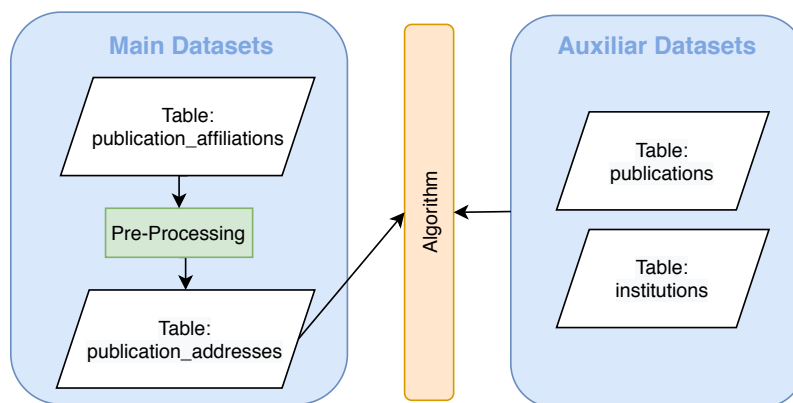 Main Datasets
Table:
publication_affiliations
Pre-Processing
Table:
publication_addresses
Algorithm
Auxiliar Datasets
Table:
publications
Table:
institutions